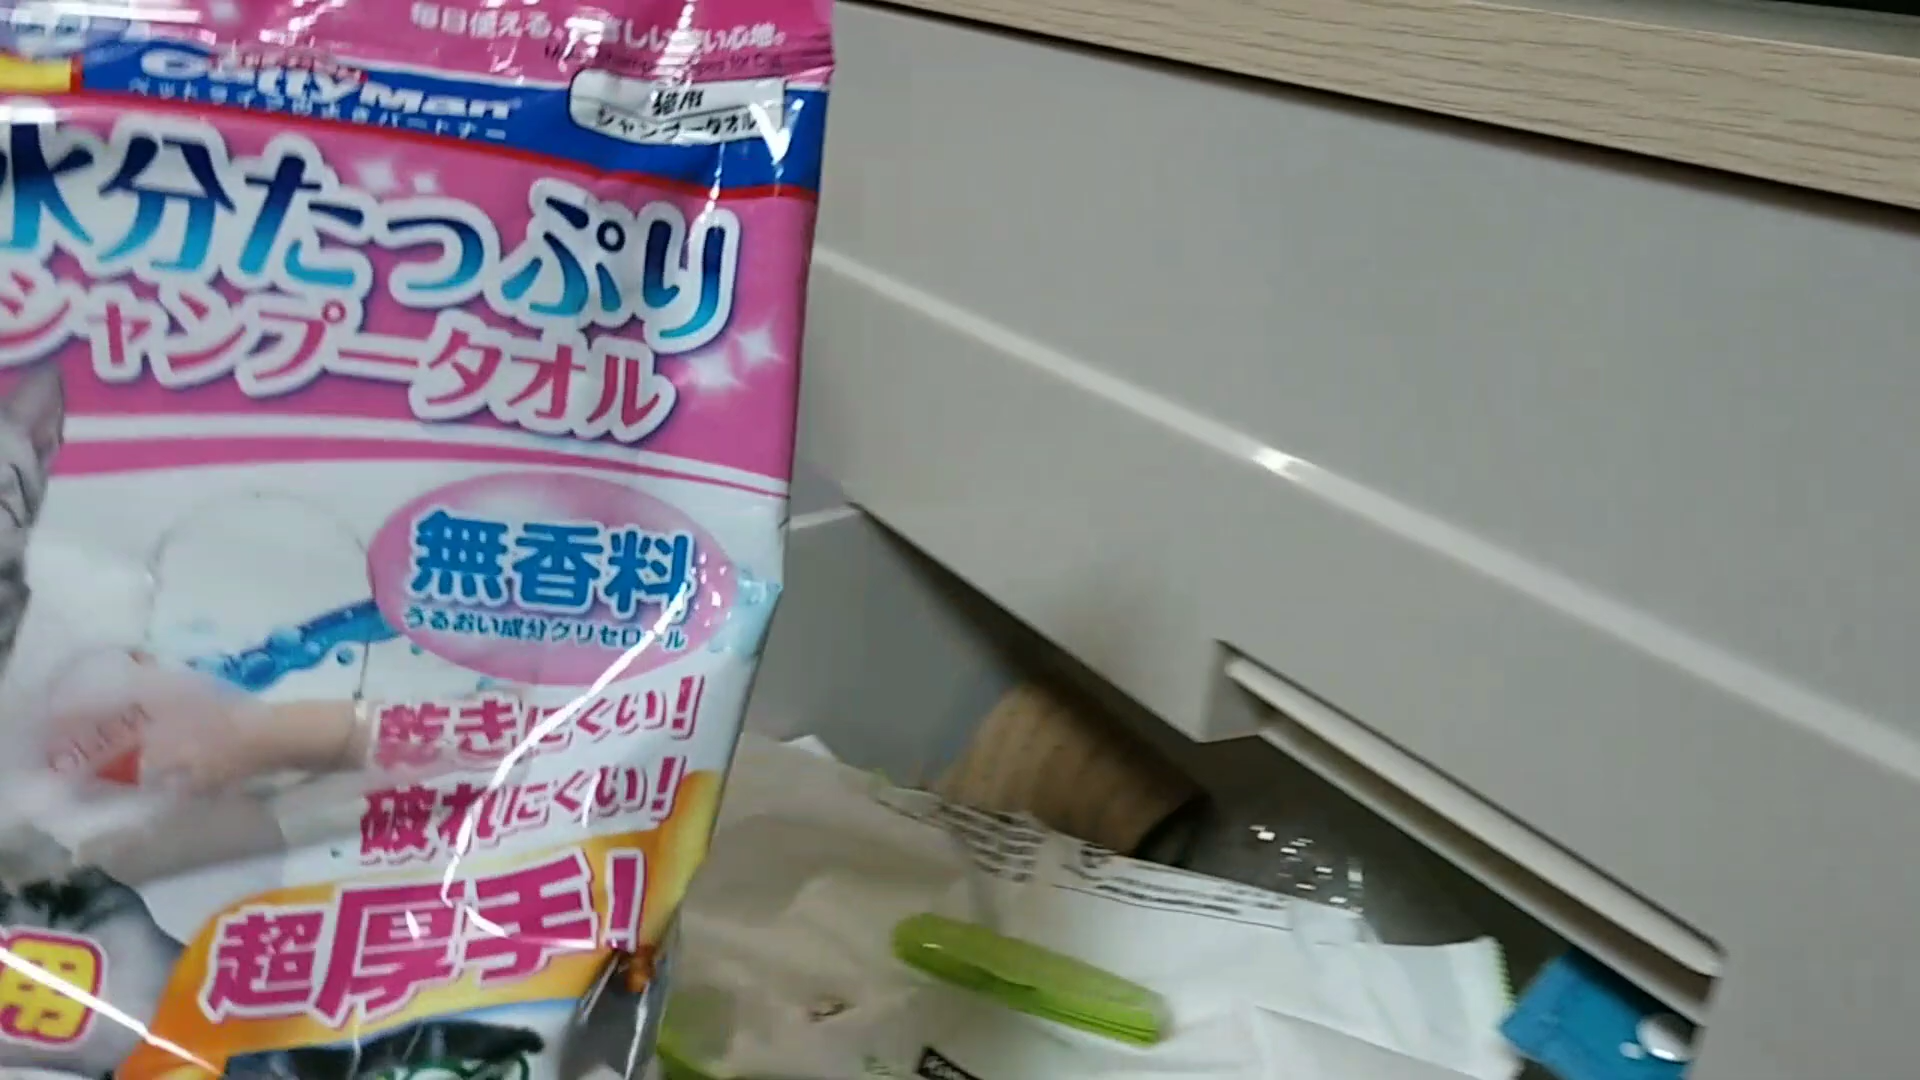 毎日使える、
CattyMan
猫用
シャンプータオル
水分たっぷり
シャンプータオル
無香料
うるおい成分グリセロール
乾きにくい!
破れにくい!
超厚手!
用